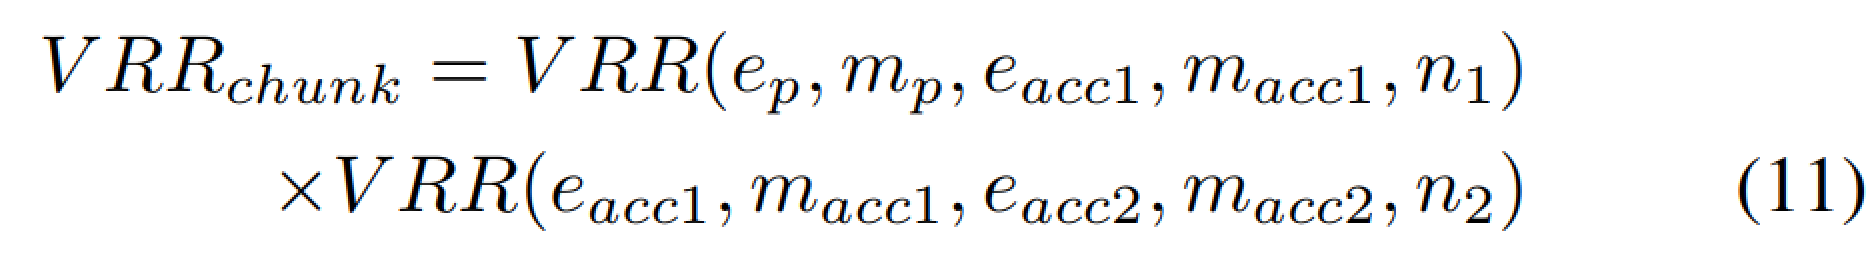 VRR_{chunk} = VRR(e_p, m_p, e_{acc1}, m_{acc1}, n_1)
×VRR(e_{acc1}, m_{acc1}, e_{acc2}, m_{acc2}, n_2) (11)